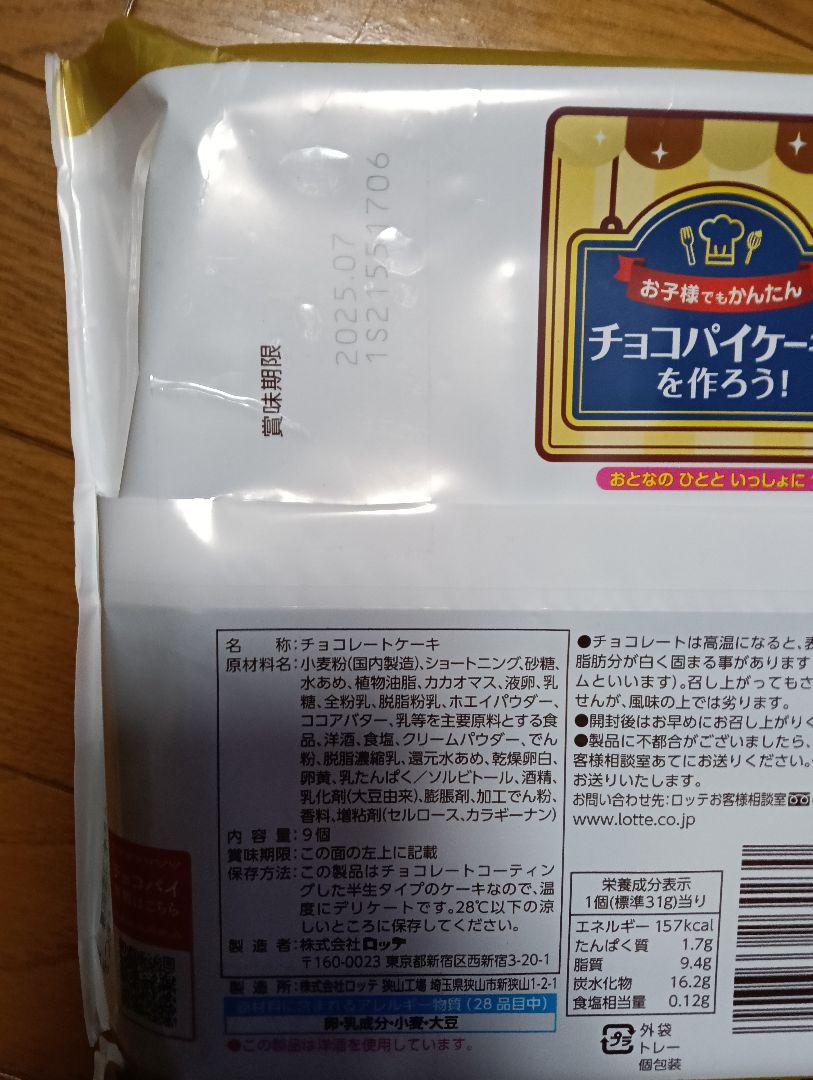 賞味期限
2025.07
1S21551706
お子様でもかんたん
チョコパイケー
を作ろう!
おとなの ひとと いっしょに
名 称:チョコレートケーキ
原材料名:小麦粉(国内製造)、ショートニング、砂糖、
水あめ、植物油脂、カカオマス、液卵、乳
糖、全粉乳、脱脂粉乳、ホエイパウダー、
ココアバター、乳等を主要原料とする食
品、洋酒、食塩、クリームパウダー、でん
粉、脱脂濃縮乳、還元水あめ、乾燥卵白、
卵黄、乳たんぱく/ソルビトール、酒精、
乳化剤(大豆由来)、膨脹剤、加工でん粉、
香料、増粘剤(セルロース、カラギーナン)
内 容 量:9個
賞味期限:この面の左上に記載
保存方法:この製品はチョコレートコーティン
グした半生タイプのケーキなので、温
度にデリケートです。28℃以下の涼
しいところに保存してください。
製 造 者:株式会社ロッテ
〒160-0023 東京都新宿区西新宿3-20-1
製 造 所:株式会社ロッテ 狭山工場 埼玉県狭山市新狭山1-2-1
原材料に含まれるアレルギー物質(28品目中)
卵・乳成分・小麦・大豆
●この製品は洋酒を使用しています。
●チョコレートは高温になると、表
脂肪分が白く固まる事があります
ムといいます)。召し上がってもさ
せんが、風味の上では劣ります。
●開封後はお早めにお召し上がりく
●製品に不都合がございましたら、
客様相談室あてにお送りください。
お送りいたします。
お問い合わせ先:ロッテお客様相談室
www.lotte.co.jp
栄養成分表示
1個(標準31g)当り
エネルギー 157kcal
たんぱく質 1.7g
脂質 9.4g
炭水化物 16.2g
食塩相当量 0.12g
プラ
外袋
トレー
個包装
チョコパイ
はこちら